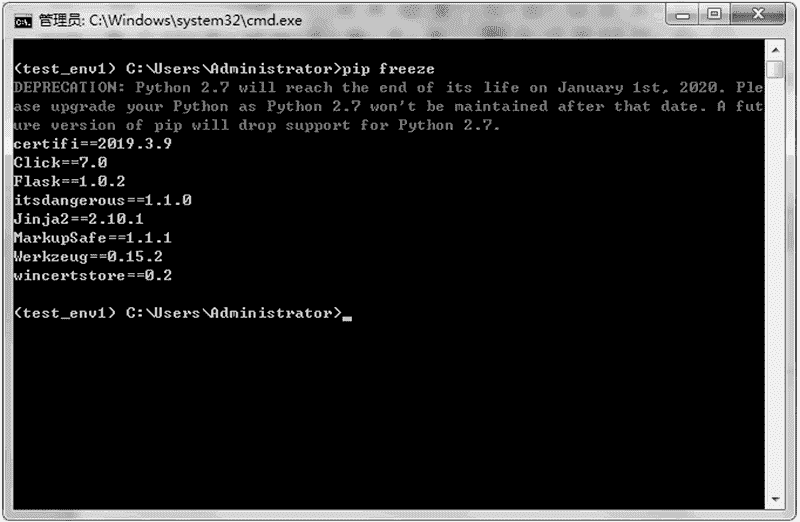 管理员: C:\Windows\system32\cmd.exe
(test_env1) C:\Users\Administrator>pip freeze
DEPRECATION: Python 2.7 will reach the end of its life on January 1st, 2020. Ple
ase upgrade your Python as Python 2.7 won't be maintained after that date. A fut
ure version of pip will drop support for Python 2.7.
certifi==2019.3.9
Click==7.0
Flask==1.0.2
itsdangerous==1.1.0
Jinja2==2.10.1
MarkupSafe==1.1.1
Werkzeug==0.15.2
wincertstore==0.2
(test_env1) C:\Users\Administrator>_